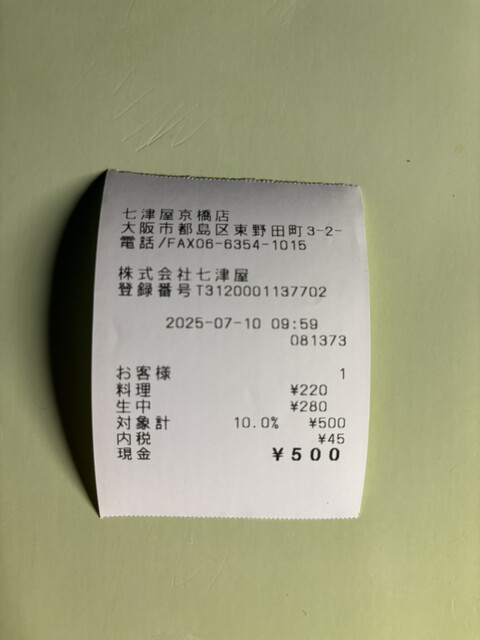 七津屋京橋店
大阪市都島区東野田町3-2-
電話/FAX06-6354-1015
株式会社七津屋
登録番号T3120001137702
2025-07-10 09:59
081373
お客様 1
料理 ¥220
生中 ¥280
対象計 10.0% ¥500
内税 ¥45
現金 ¥500